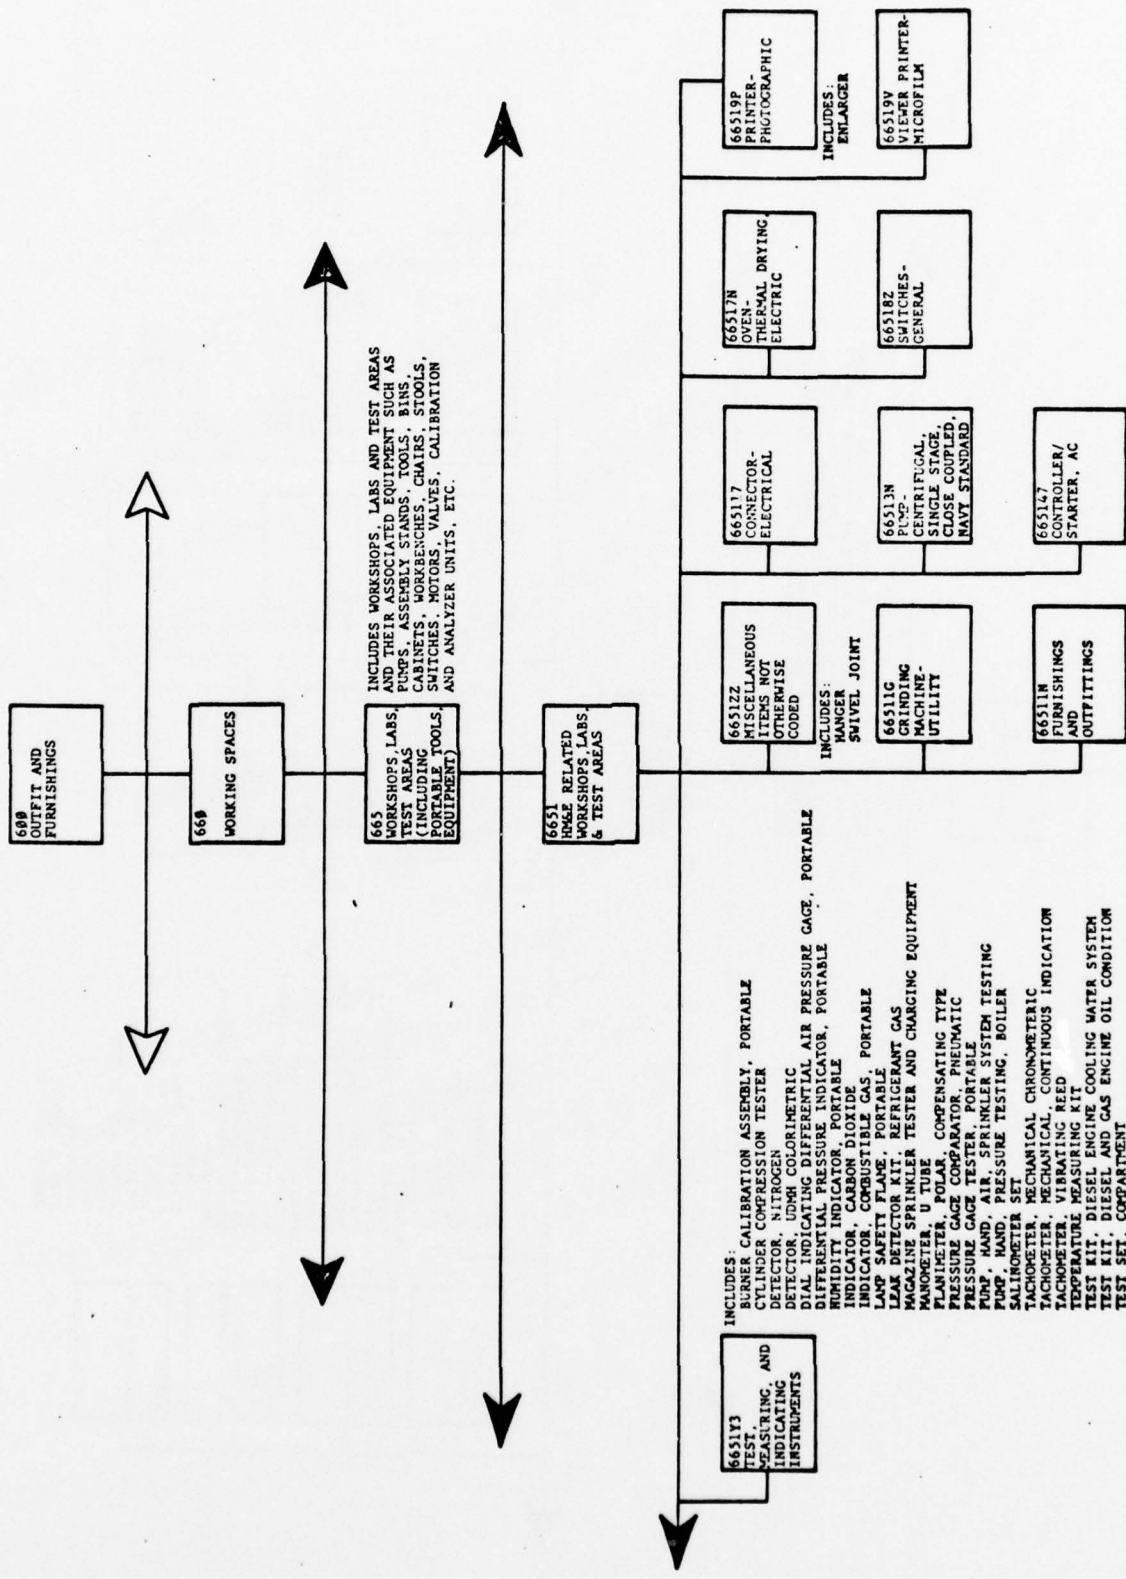 600
OUTFIT AND
FURNISHINGS
660
WORKING SPACES
665
WORKSHOPS, LABS,
TEST AREAS
(INCLUDING
PORTABLE TOOLS,
EQUIPMENT)
INCLUDES WORKSHOPS, LABS AND TEST AREAS
AND THEIR ASSOCIATED EQUIPMENT SUCH AS
PUMPS, ASSEMBLY STANDS, TOOLS, BINS,
CABINETS, WORKBENCHES, CHAIRS, STOOLS,
SWITCHES, MOTORS, VALVES, CALIBRATION
AND ANALYZER UNITS, ETC.
6651
HM&E RELATED
WORKSHOPS, LABS,
& TEST AREAS
6651Y3
TEST,
MEASURING, AND
INDICATING
INSTRUMENTS
INCLUDES:
BURNER CALIBRATION ASSEMBLY, PORTABLE
CYLINDER COMPRESSION TESTER
DETECTOR, NITROGEN
DETECTOR, UDMH COLORIMETRIC
DIAL INDICATING DIFFERENTIAL AIR PRESSURE GAGE, PORTABLE
DIFFERENTIAL PRESSURE INDICATOR, PORTABLE
HUMIDITY INDICATOR, PORTABLE
INDICATOR, CARBON DIOXIDE
INDICATOR, COMBUSTIBLE GAS, PORTABLE
LAMP SAFETY FLAME, PORTABLE
LEAK DETECTOR KIT, REFRIGERANT GAS
MAGAZINE SPRINKLER TESTER AND CHARGING EQUIPMENT
MANOMETER, U TUBE
PLANIMETER, POLAR, COMPENSATING TYPE
PRESSURE GAGE COMPARATOR, PNEUMATIC
PRESSURE GAGE TESTER, PORTABLE
PUMP, HAND, AIR, SPRINKLER SYSTEM TESTING
PUMP, HAND, PRESSURE TESTING, BOILER
SALINOMETER SET
TACHOMETER, MECHANICAL CHRONOMETERIC
TACHOMETER, MECHANICAL, CONTINUOUS INDICATION
TACHOMETER, VIBRATING REED
TEMPERATURE MEASURING KIT
TEST KIT, DIESEL ENGINE COOLING WATER SYSTEM
TEST KIT, DIESEL AND GAS ENGINE OIL CONDITION
TEST SET, COMPARTMENT
6651ZZ
MISCELLANEOUS
ITEMS NOT
OTHERWISE
CODED
INCLUDES:
HANGER
SWIVEL JOINT
66511G
GRINDING
MACHINE-
UTILITY
66511N
FURNISHINGS
AND
OUTFITTINGS
665117
CONNECTOR-
ELECTRICAL
66513N
PUMP-
CENTRIFUGAL,
SINGLE STAGE,
CLOSE COUPLED,
NAVY STANDARD
665147
CONTROLLER/
STARTER, AC
66517N
OVEN-
THERMAL DRYING,
ELECTRIC
66518Z
SWITCHES-
GENERAL
66519P
PRINTER-
PHOTOGRAPHIC
INCLUDES:
ENLARGER
66519V
VIEWER PRINTER-
MICROFILM